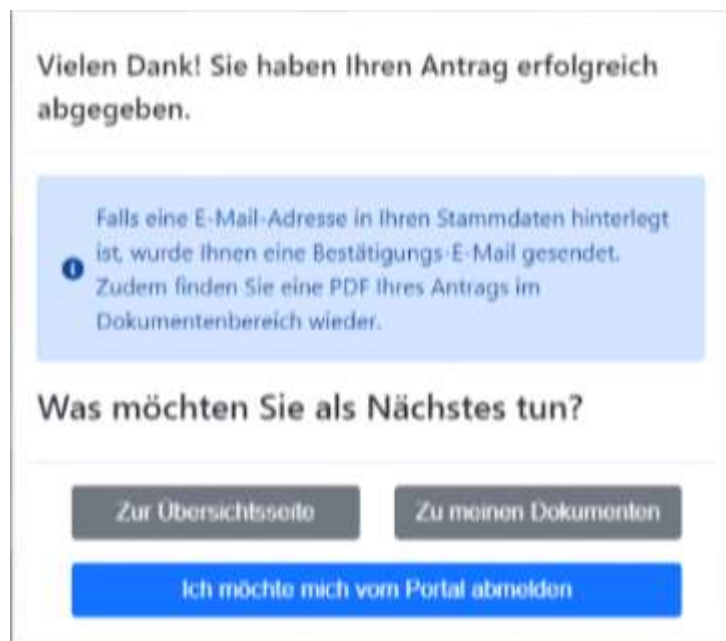 Vielen Dank! Sie haben Ihren Antrag erfolgreich
abgegeben.
Falls eine E-Mail-Adresse in Ihren Stammdaten hinterlegt
ist, wurde Ihnen eine Bestätigungs-E-Mail gesendet.
Zudem finden Sie eine PDF Ihres Antrags im
Dokumentenbereich wieder.
Was möchten Sie als Nächstes tun?
Zur Übersichtsseite
Zu meinen Dokumenten
Ich möchte mich vom Portal abmelden